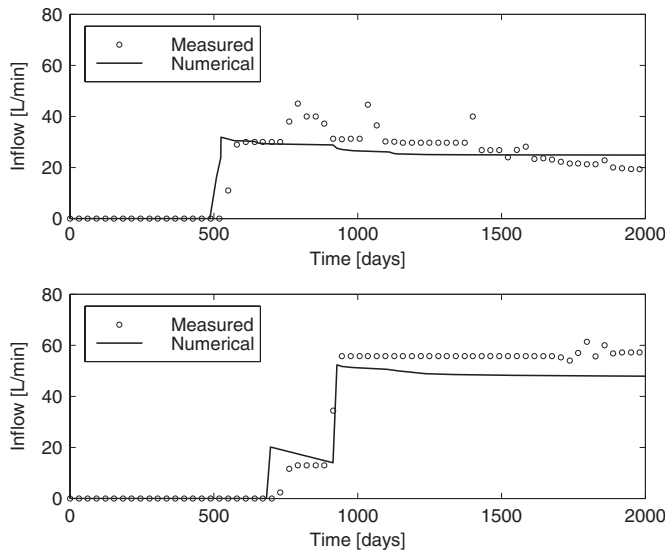 80
60
40
20
0
Inflow [L/min]
Measured
Numerical
0 500 1000 1500 2000
Time [days]
80
60
40
20
0
Inflow [L/min]
Measured
Numerical
0 500 1000 1500 2000
Time [days]